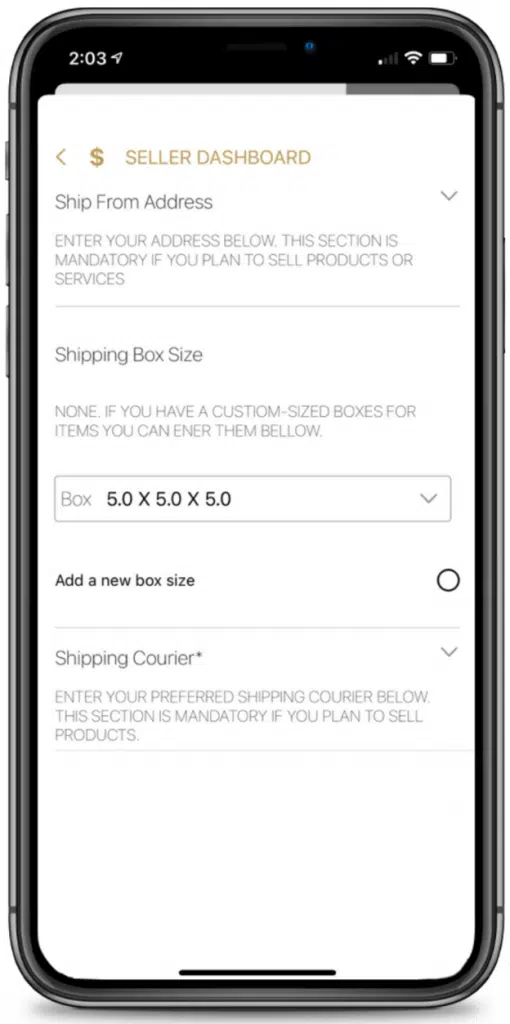 2:03
$ SELLER DASHBOARD
Ship From Address
ENTER YOUR ADDRESS BELOW. THIS SECTION IS
MANDATORY IF YOU PLAN TO SELL PRODUCTS OR
SERVICES
Shipping Box Size
NONE. IF YOU HAVE A CUSTIOM-SIZED BOXES FOR
ITEMS YOU CAN ENER THEM BELLOW.
Box 5.0 X 5.0 X 5.0
Add a new box size
Shipping Courier*
ENTER YOUR PREFERRED SHIPPING COURIER BELOW.
THIS SECTION IS MANDATORY IF YOU PLAN TO SELL
PRODUCTS.